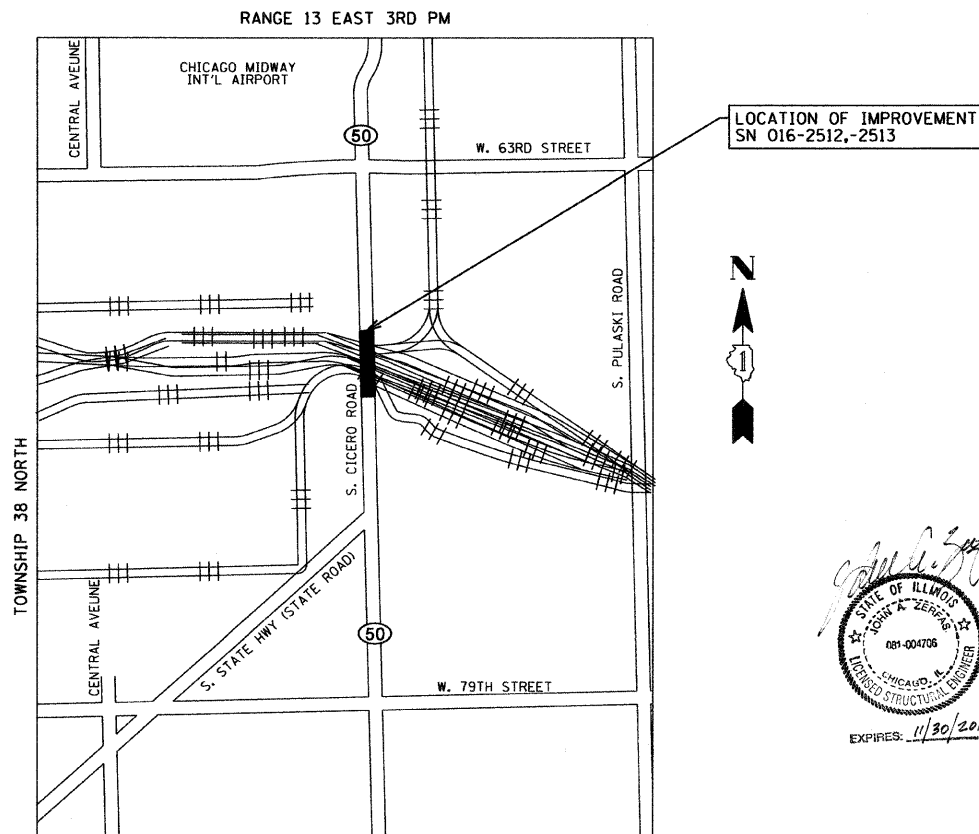 RANGE 13 EAST 3RD PM
CENTRAL AVEUNE
CHICAGO MIDWAY
INT'L AIRPORT
50
W. 63RD STREET
LOCATION OF IMPROVEMENT
SN 016-2512,-2513
N
1
S. PULASKI ROAD
S. CICERO ROAD
TOWNSHIP 38 NORTH
S. STATE HWY (STATE ROAD)
CENTRAL AVEUNE
50
W. 79TH STREET
STATE OF ILLINOIS
JOHN A. ZERFAS
081-004706
CHICAGO, IL
LICENSED STRUCTURAL ENGINEER
EXPIRES: 11/30/20